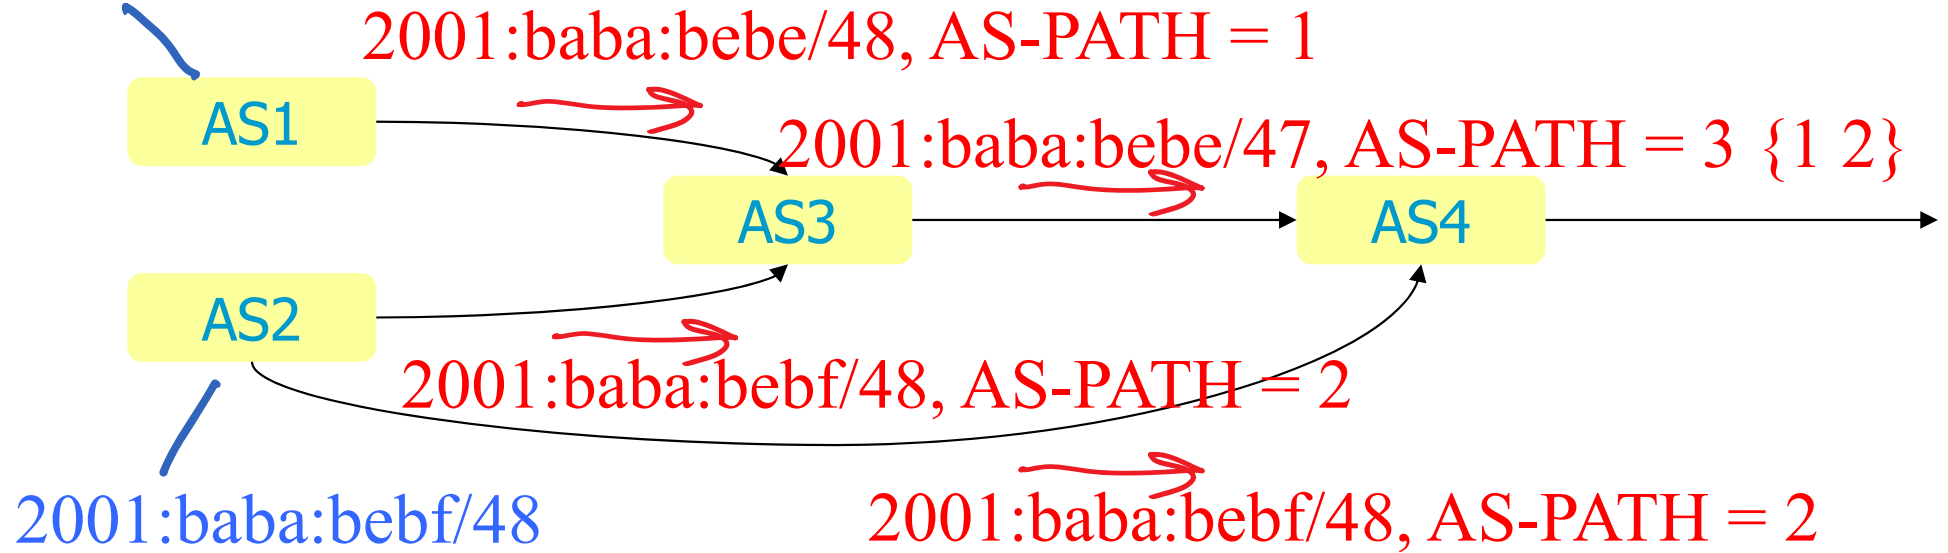 2001:baba:bebe/48, AS-PATH = 1
AS1
2001:baba:bebe/47, AS-PATH = 3 {1 2}
AS3
AS4
AS2
2001:baba:bebf/48, AS-PATH = 2
2001:baba:bebf/48
2001:baba:bebf/48, AS-PATH = 2